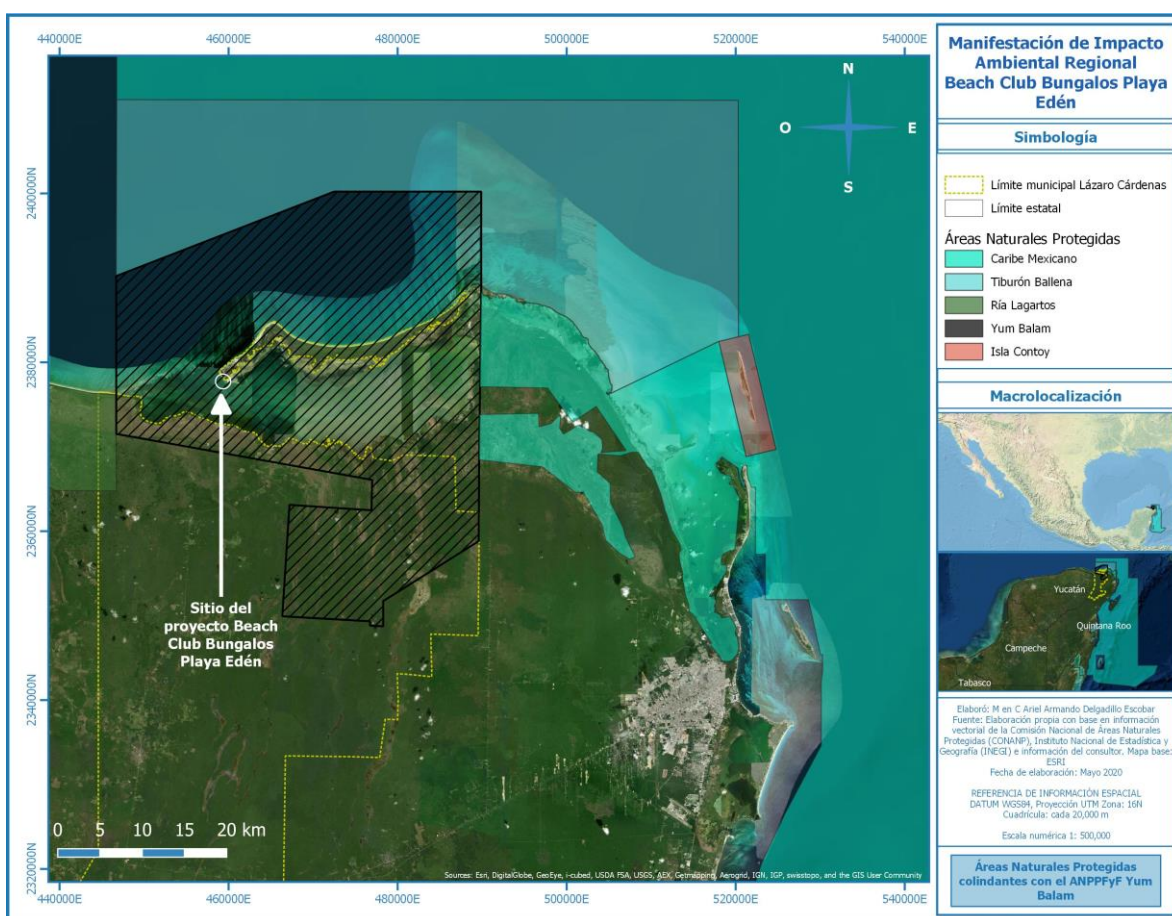 440000E
460000E
480000E
500000E
520000E
540000E
2400000N
2380000N
2360000N
2340000N
2320000N
N
O
E
S
Sitio del
proyecto Beach
Club Bungalos
Playa Edén
0 5 10 15 20 km
Sources: Esri, DigitalGlobe, GeoEye, i-cubed, USDA FSA, USGS, AEX, Getmapping, Aerogrid, IGN, IGP, swisstopo, and the GIS User Community
440000E
460000E
480000E
500000E
520000E
540000E
Manifestación de Impacto
Ambiental Regional
Beach Club Bungalos Playa
Edén
Simbología
Límite municipal Lázaro Cárdenas
Límite estatal
Áreas Naturales Protegidas
Caribe Mexicano
Tiburón Ballena
Ría Lagartos
Yum Balam
Isla Contoy
Macrolocalización
Yucatán
Quintana Roo
Campeche
Tabasco
Elaboró: M en C Ariel Armando Delgadillo Escobar
Fuente: Elaboración propia con base en información
vectorial de la Comisión Nacional de Áreas Naturales
Protegidas (CONANP), Instituto Nacional de Estadística y
Geografía (INEGI) e información del consultor. Mapa base:
ESRI
Fecha de elaboración: Mayo 2020
REFERENCIA DE INFORMACIÓN ESPACIAL
DATUM WGS84, Proyección UTM Zona: 16N
Cuadrícula: cada 20,000 m
Escala numérica 1: 500,000
Áreas Naturales Protegidas
colindantes con el ANPPFyF Yum
Balam